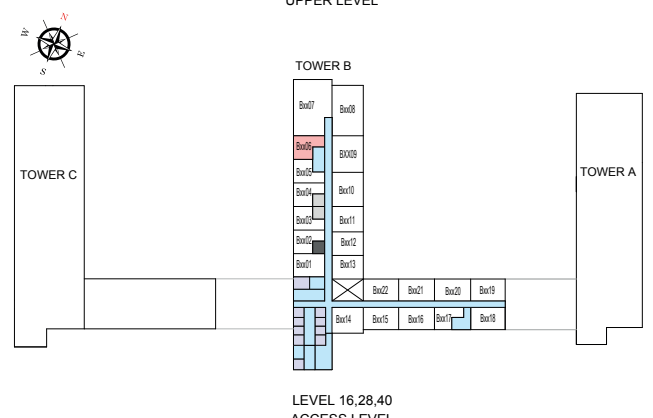 UPPER LEVEL
N
W
E
S
TOWER B
Bxx07
Bxx08
Bxx06
BXX09
Bxx05
TOWER C
TOWER A
Bxx04
Bxx10
Bxx03
Bxx11
Bxx02
Bxx12
Bxx01
Bxx13
Bxx22
Bxx21
Bxx20
Bxx19
Bxx14
Bxx15
Bxx16
Bxx17
Bxx18
LEVEL 16,28,40
ACCESS LEVEL